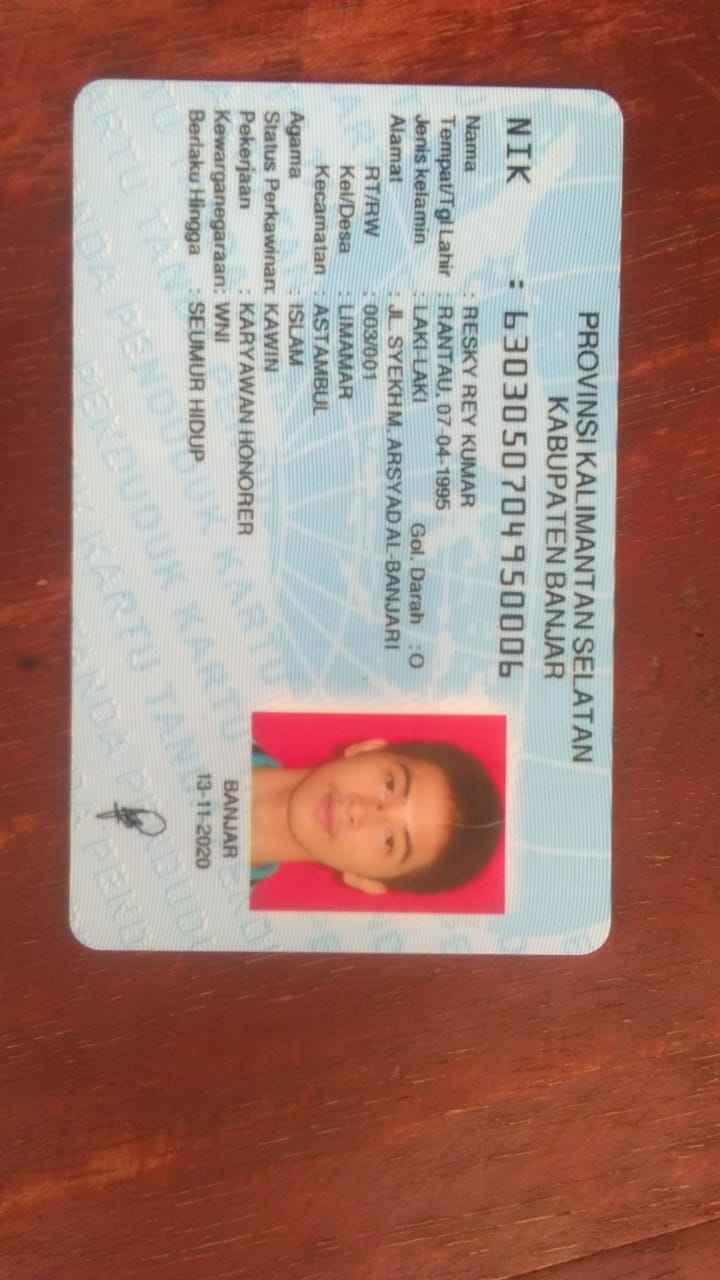 PROVINSI KALIMANTAN SELATAN
KABUPATEN BANJAR
NIK : 6303050704950006
Nama : RESKY REY KUMAR
Tempat/Tgl Lahir : RANTAU, 07-04-1995
Jenis kelamin : LAKI-LAKI Gol. Darah : O
Alamat : JL. SYEKH M. ARSYAD AL-BANJARI
RT/RW : 003/001
Kel/Desa : LIMAMAR
Kecamatan : ASTAMBUL
Agama : ISLAM
Status Perkawinan: KAWIN
Pekerjaan : KARYAWAN HONORER
Kewarganegaraan: WNI
Berlaku Hingga : SEUMUR HIDUP
BANJAR
13-11-2020